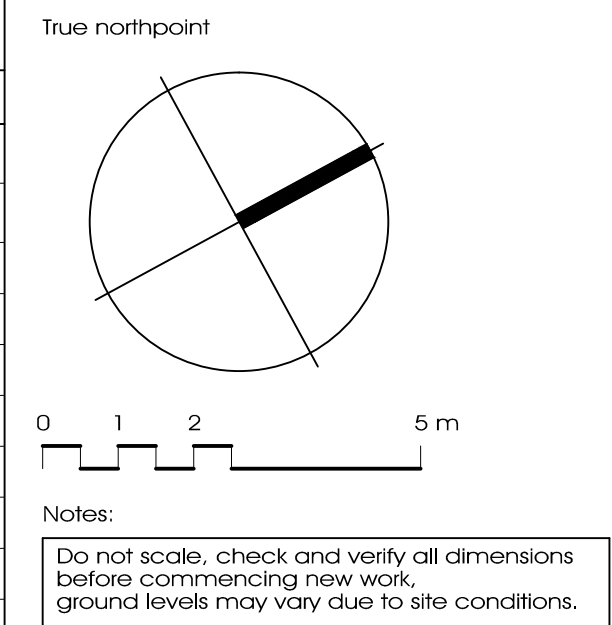 True northpoint
0 1 2 5 m
Notes:
Do not scale, check and verify all dimensions
before commencing new work,
ground levels may vary due to site conditions.